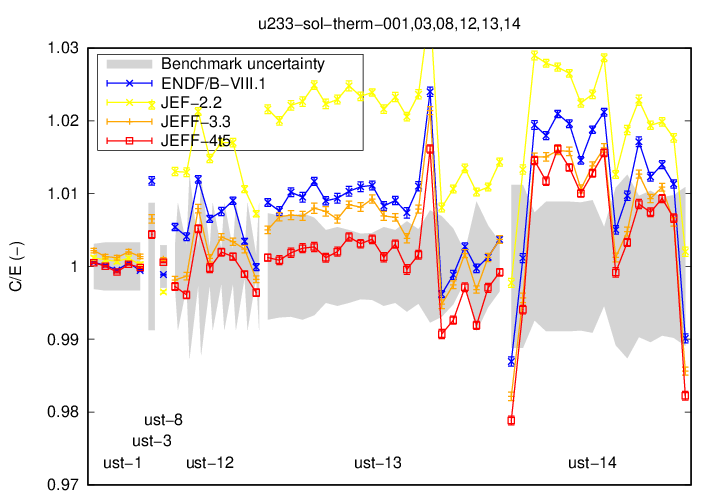 u233−sol−therm−001,03,08,12,13,14
1.03
1.02
1.01
1
0.99
0.98
0.97
C/E (−)
Benchmark uncertainty
ENDF/B−VIII.1
JEF−2.2
JEFF−3.3
JEFF−4t5
ust−8
ust−3
ust−1
ust−12
ust−13
ust−14